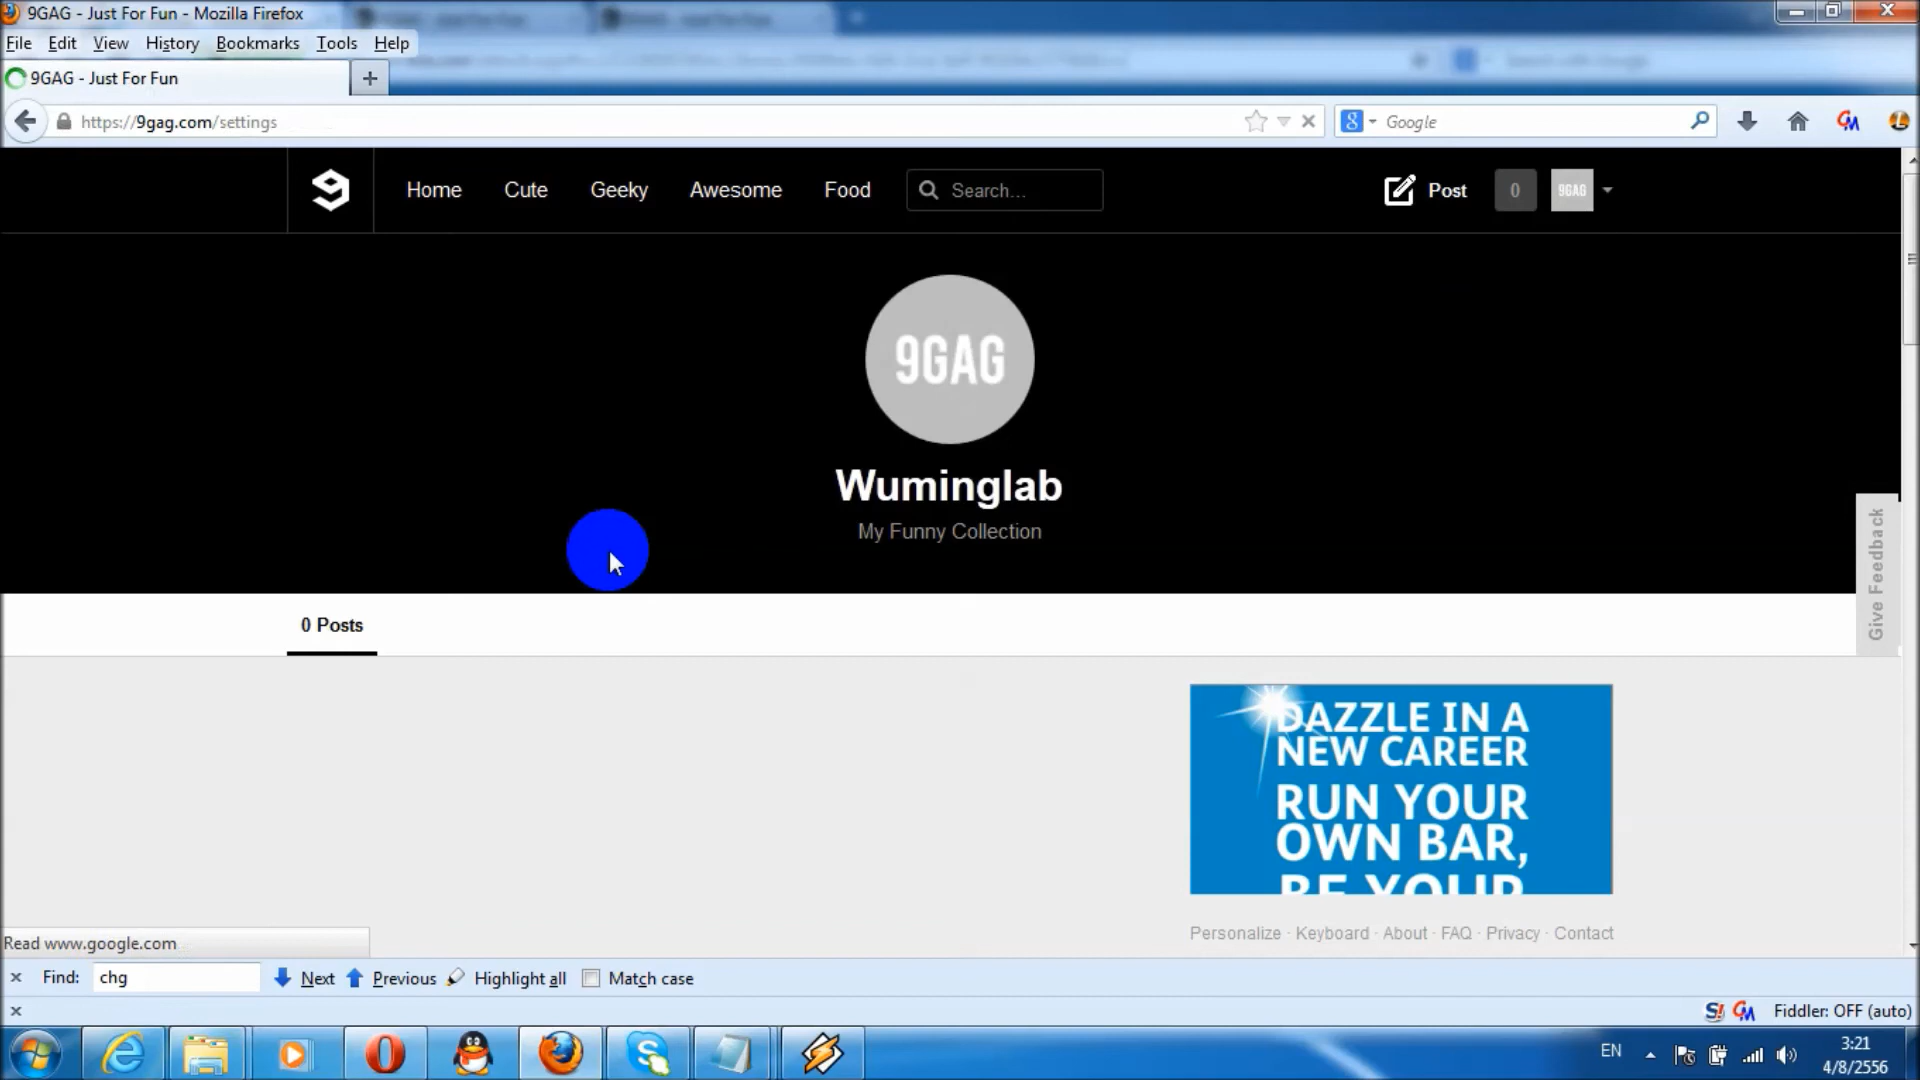 9GAG - Just For Fun - Mozilla Firefox
File Edit View History Bookmarks Tools Help
9GAG - Just For Fun
https://9gag.com/settings
Google
Home Cute Geeky Awesome Food Search... Post 0 9GAG
9GAG
Wuminglab
My Funny Collection
Give Feedback
0 Posts
DAZZLE IN A
NEW CAREER
RUN YOUR
OWN BAR,
BE YOUR
Read www.google.com
Personalize · Keyboard · About · FAQ · Privacy · Contact
Find: chg Next Previous Highlight all Match case
Fiddler: OFF (auto)
EN
3:21
4/8/2556